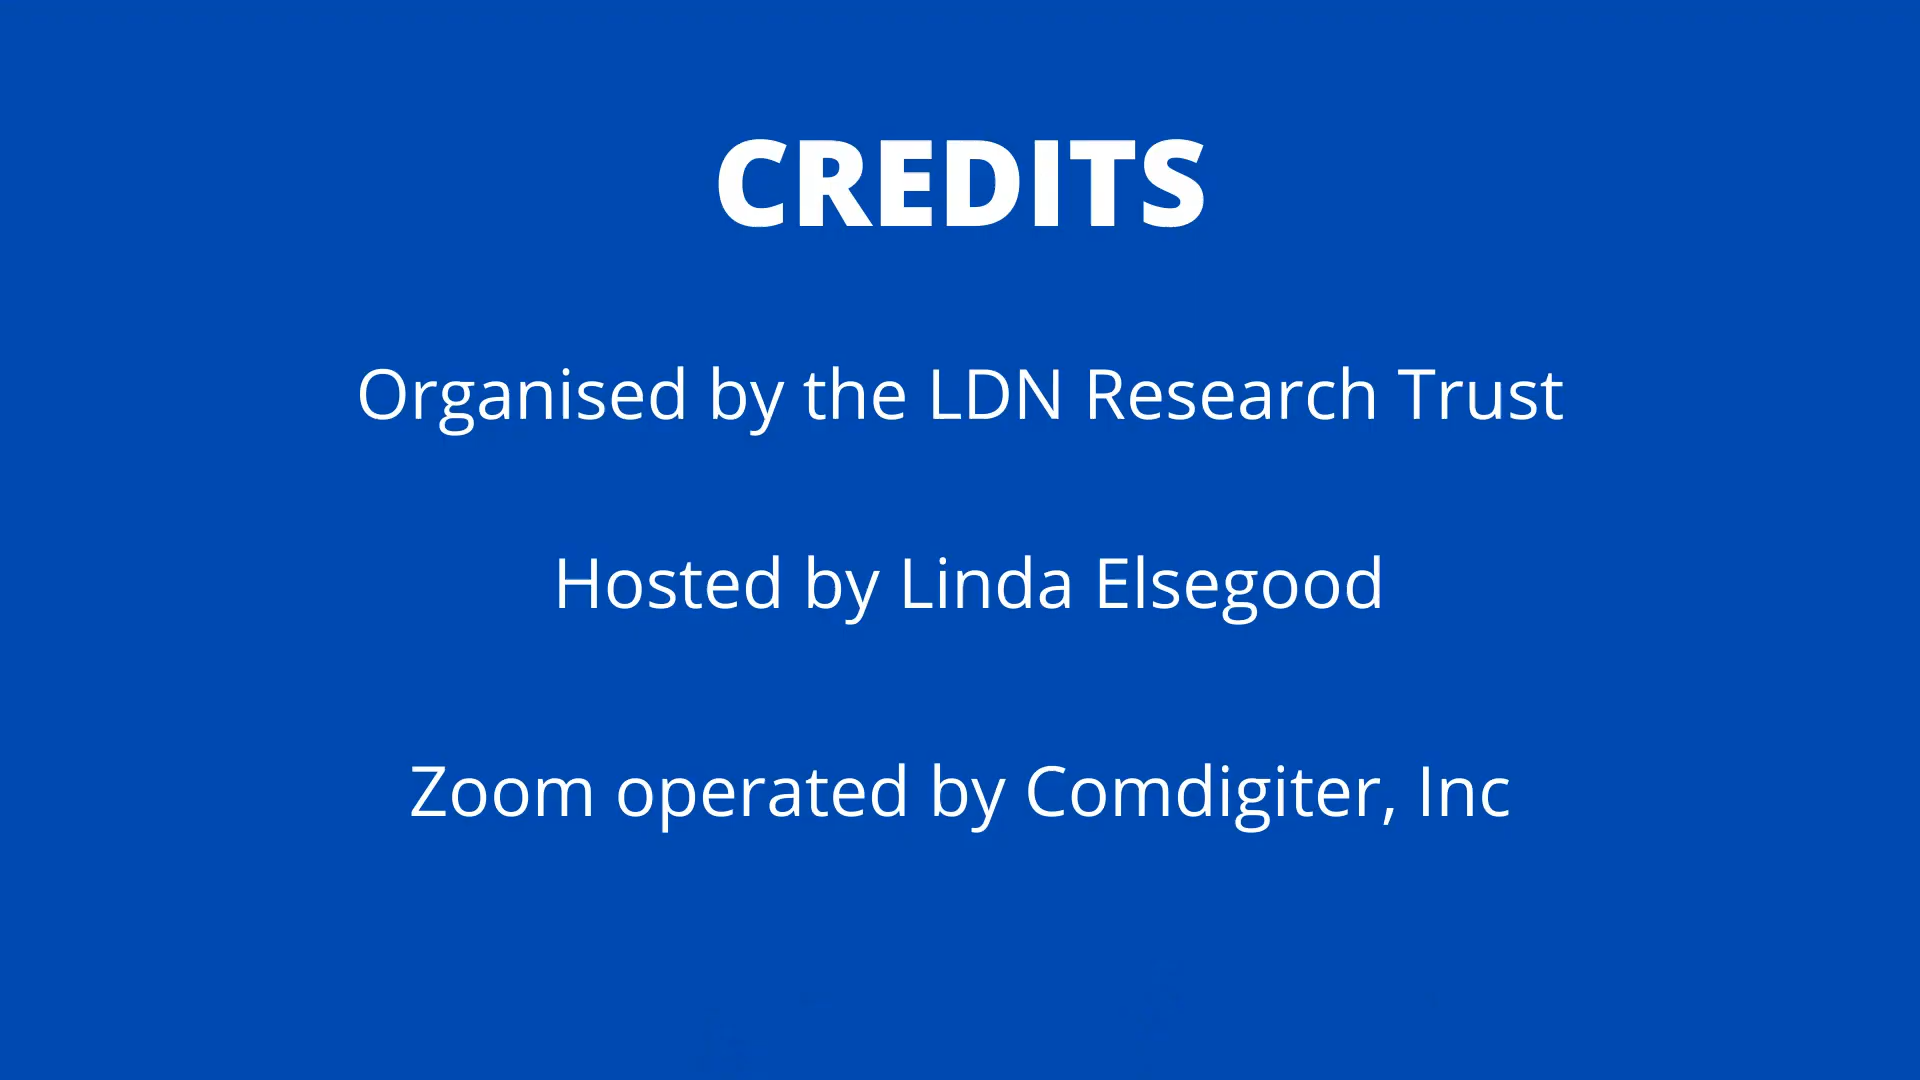 CREDITS
Organised by the LDN Research Trust
Hosted by Linda Elsegood
Zoom operated by Comdigiter, Inc